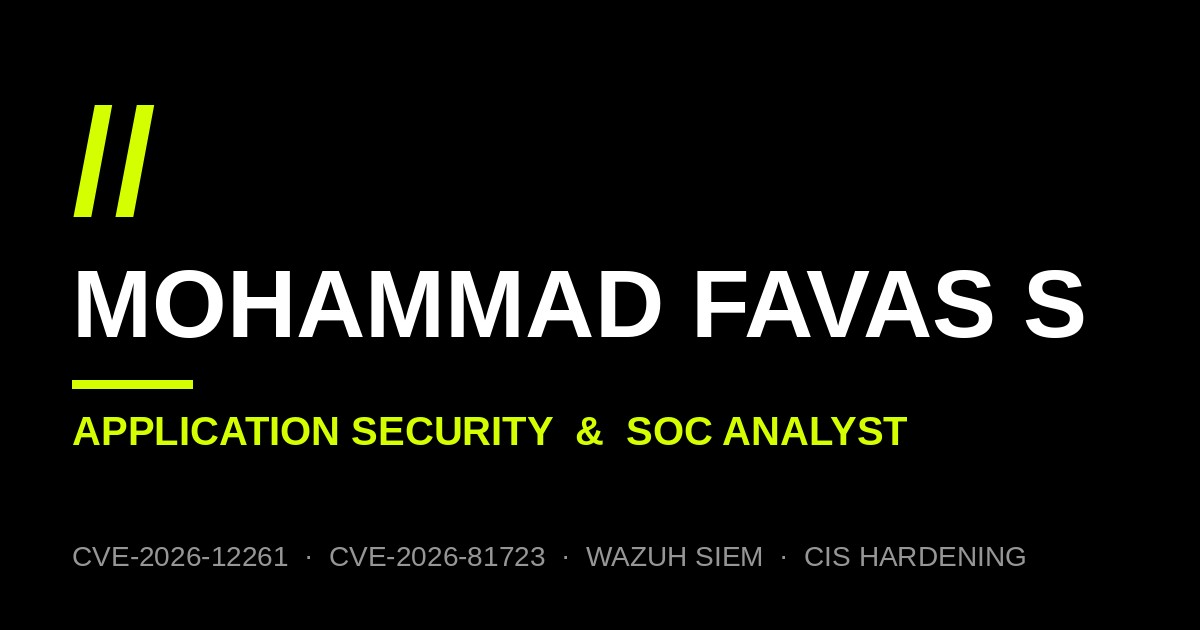 //
MOHAMMAD FAVAS S
APPLICATION SECURITY & SOC ANALYST
CVE-2026-12261 · CVE-2026-81723 · WAZUH SIEM · CIS HARDENING